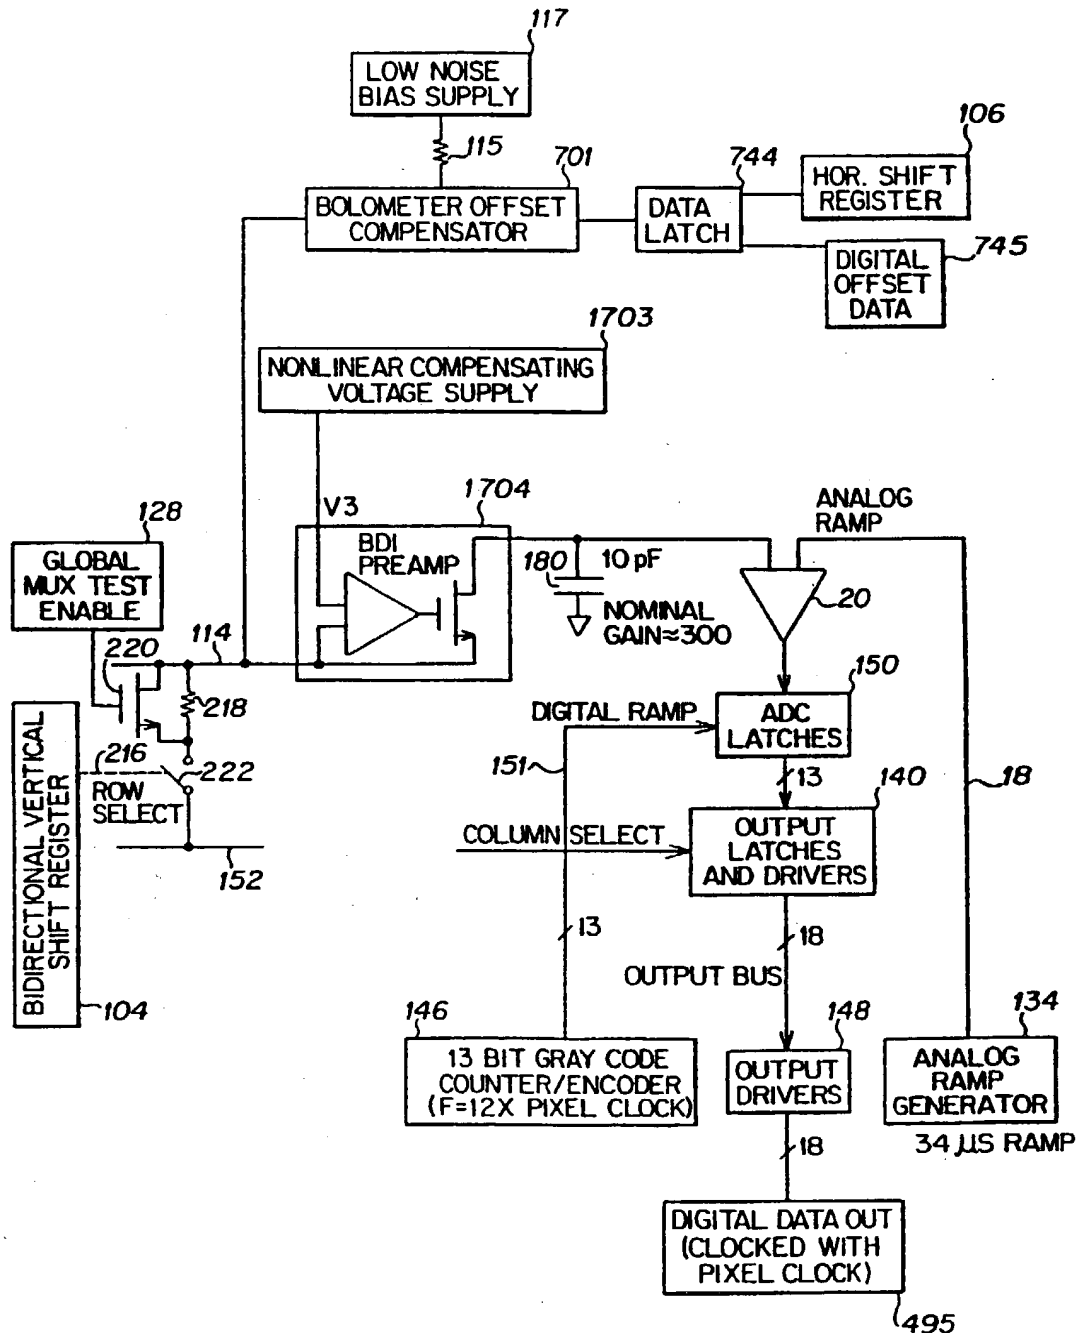 117
LOW NOISE
BIAS SUPPLY
115
701
744
106
BOLOMETER OFFSET
COMPENSATOR
DATA
LATCH
HOR. SHIFT
REGISTER
745
DIGITAL
OFFSET
DATA
1703
NONLINEAR COMPENSATING
VOLTAGE SUPPLY
V3
1704
BDI
PREAMP
128
GLOBAL
MUX TEST
ENABLE
180
10 pF
NOMINAL
GAIN≈300
ANALOG
RAMP
20
220
114
218
216
222
ROW
SELECT
152
BIDIRECTIONAL VERTICAL
SHIFT REGISTER
104
DIGITAL RAMP
151
150
ADC
LATCHES
13
140
COLUMN SELECT
OUTPUT
LATCHES
AND DRIVERS
18
13
18
OUTPUT BUS
146
13 BIT GRAY CODE
COUNTER/ENCODER
(F=12X PIXEL CLOCK)
148
OUTPUT
DRIVERS
134
ANALOG
RAMP
GENERATOR
34 μS RAMP
18
DIGITAL DATA OUT
(CLOCKED WITH
PIXEL CLOCK)
495